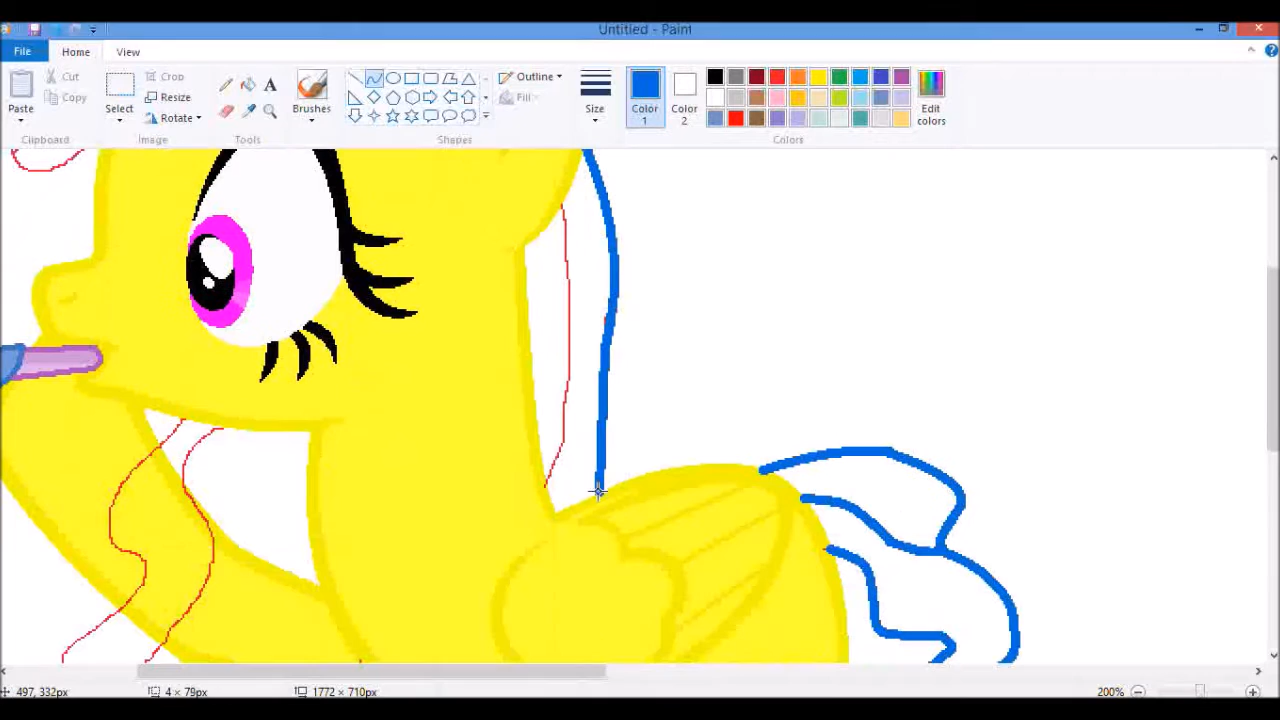 Untitled - Paint
File Home View
Paste
Cut
Copy
Clipboard
Select
Crop
Resize
Rotate
Image
A
Tools
Brushes
Shapes
Outline
Fill
Size
Color 1
Color 2
Edit colors
Colors
497, 332px
4 × 79px
1772 × 710px
200%